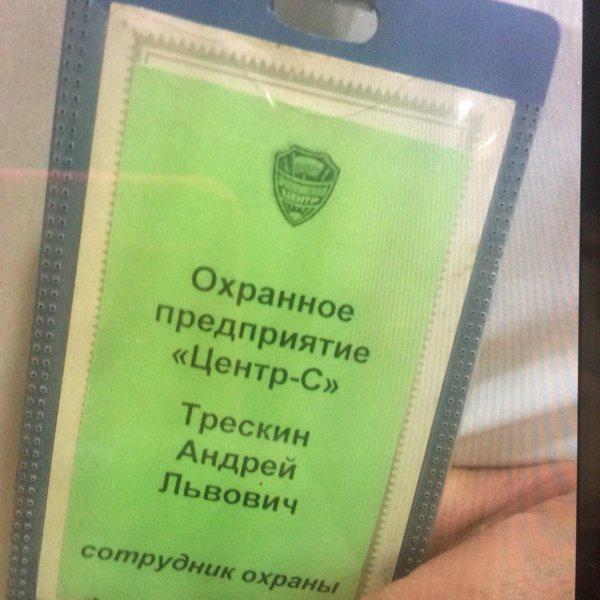 Охранное
предприятие
«Центр-С»
Трескин
Андрей
Львович
сотрудник охраны